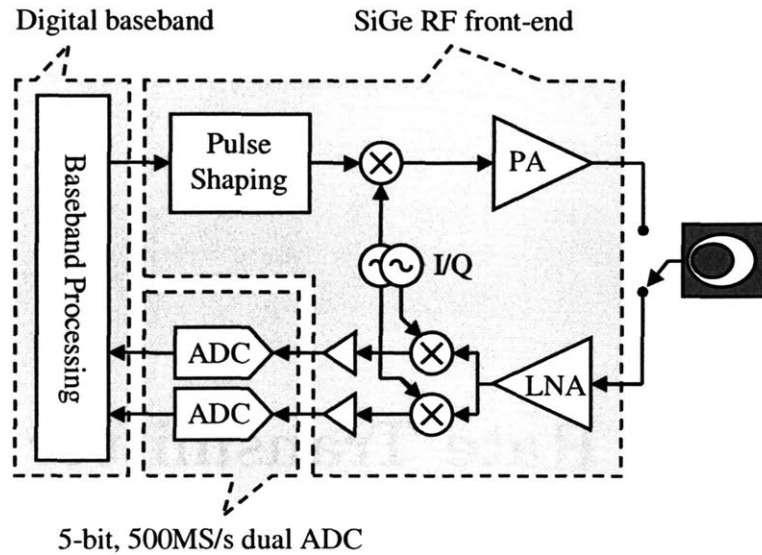 Digital baseband
SiGe RF front-end
Baseband Processing
Pulse
Shaping
PA
I/Q
ADC
ADC
LNA
5-bit, 500MS/s dual ADC